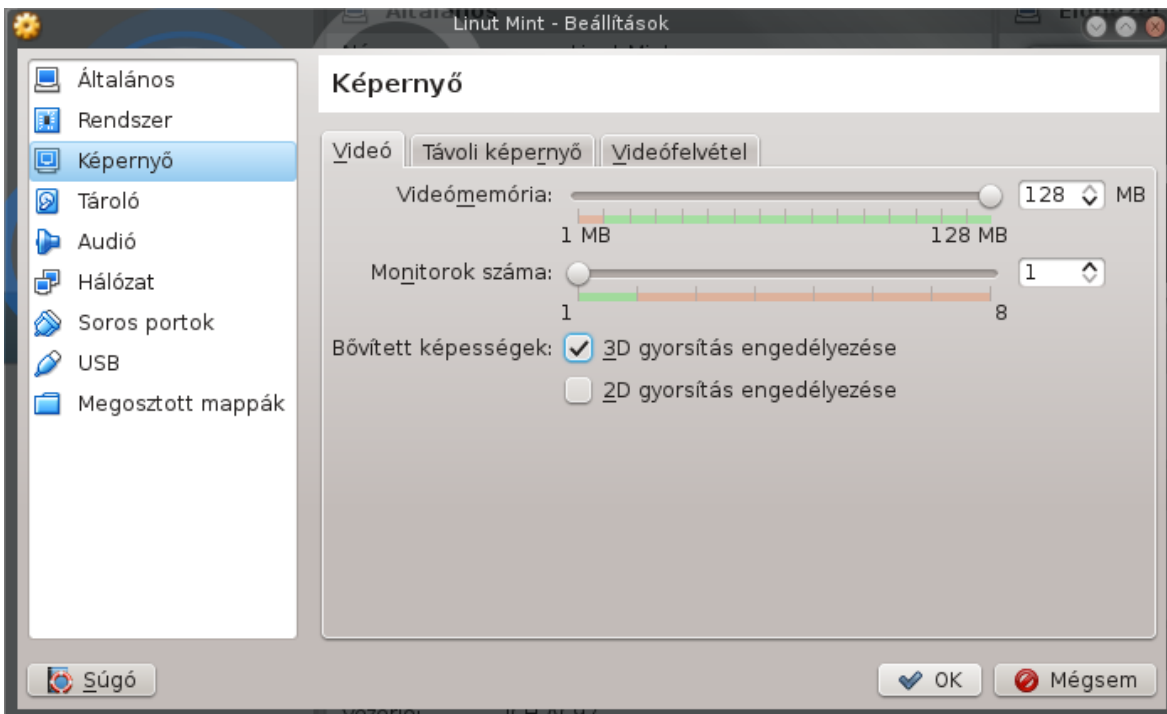 Linut Mint - Beállítások
Általános
Rendszer
Képernyő
Tároló
Audió
Hálózat
Soros portok
USB
Megosztott mappák
Képernyő
Videó Távoli képernyő Videófelvétel
Videómemória: 128 MB
1 MB 128 MB
Monitorok száma: 1
1 8
Bővített képességek: 3D gyorsítás engedélyezése
2D gyorsítás engedélyezése
Súgó OK Mégsem